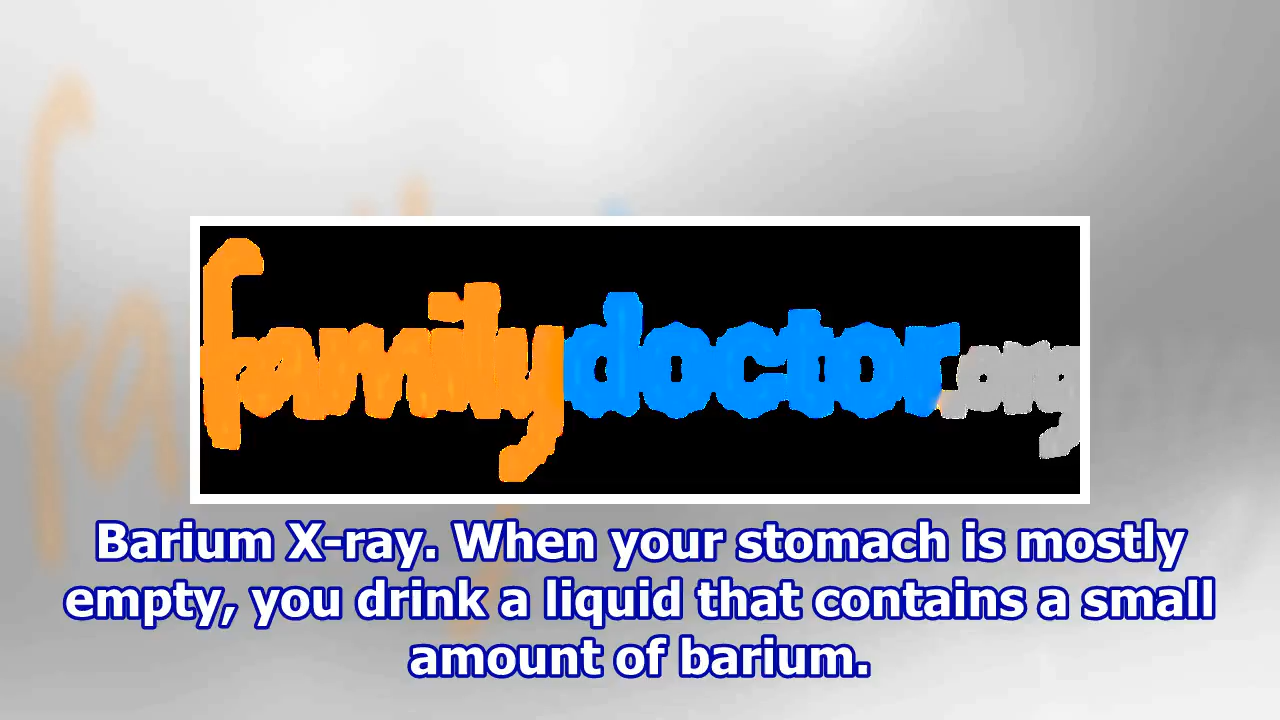 familydoctor.org
Barium X-ray. When your stomach is mostly
empty, you drink a liquid that contains a small
amount of barium.